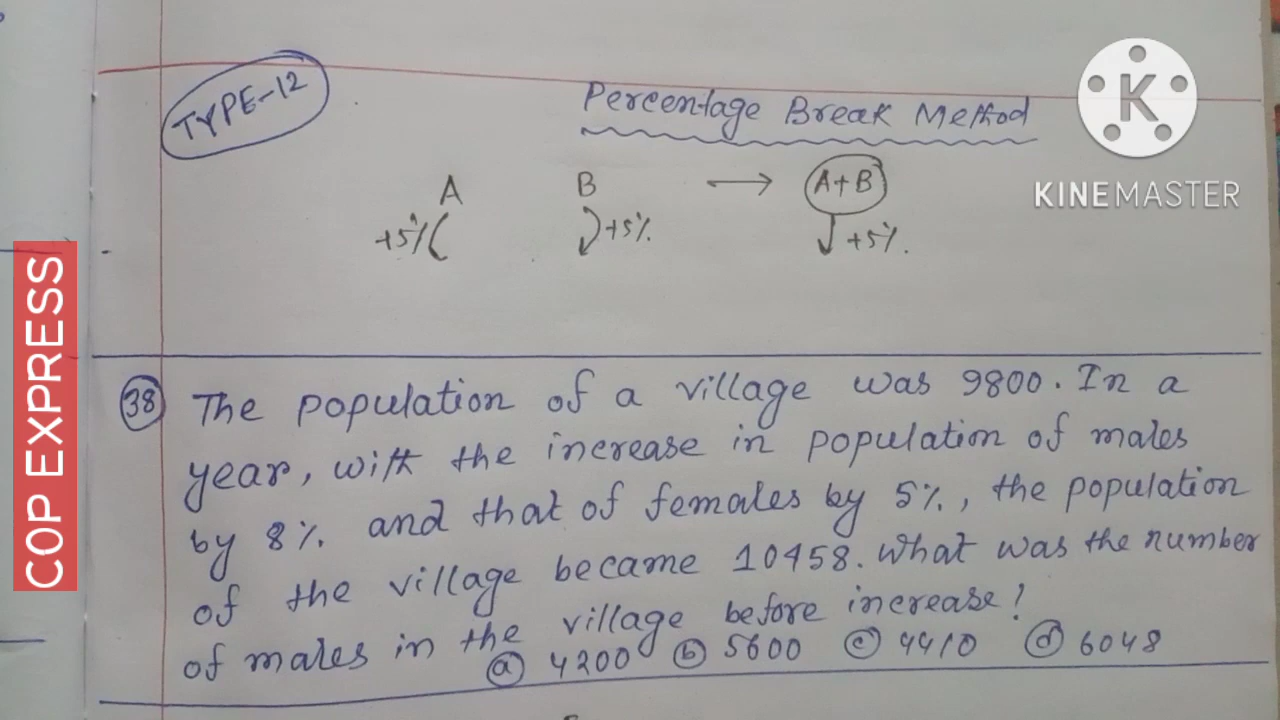 TYPE-12
Percentage Break Method
K
KINEMASTER
A B → A+B
+5% +5% +5%.
COP EXPRESS
38 The population of a village was 9800. In a
year, with the increase in population of males
by 8%. and that of females by 5%, the population
of the village became 10458. What was the number
of males in the village before increase!
(a) 4200 (b) 5600 (c) 4410 (d) 6048